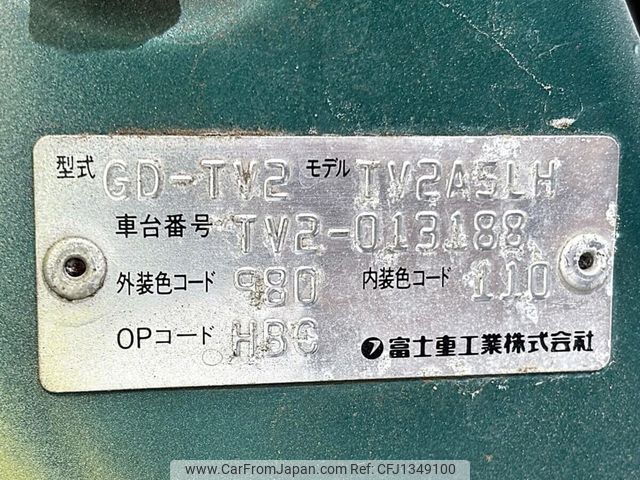 型式 GD-TV2 モデル TV2A5LH
車台番号 TV2-013188
外装色コード 980 内装色コード 110
OPコード HBC 富士重工業株式会社
www.carfromjapan.com - CFJ1349100